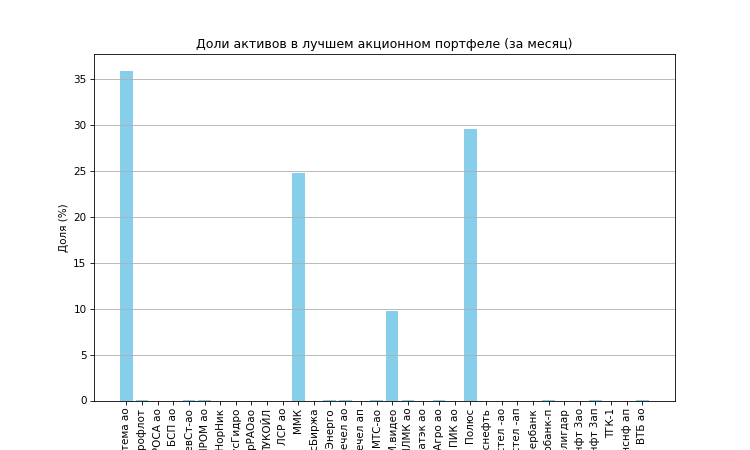 Доли активов в лучшем акционном портфеле (за месяц)
Доля (%)
35
30
25
20
15
10
5
0
тема ао
рофлот
РОСА ао
БСП ао
евСт-ао
ПРОМ ао
НорНик
сГидро
рРАОао
ЛУКОЙЛ
ЛСР ао
ММК
сБиржа
Энерго
ечел ао
ечел ап
МТС-ао
М.видео
ЛМК ао
атэк ао
Агро ао
ПИК ао
Полюс
снефть
стел -ао
стел -ап
ербанк
рбанк-п
лигдар
нфт 3ао
нфт 3ап
ТГК-1
нснф ап
ВТБ ао